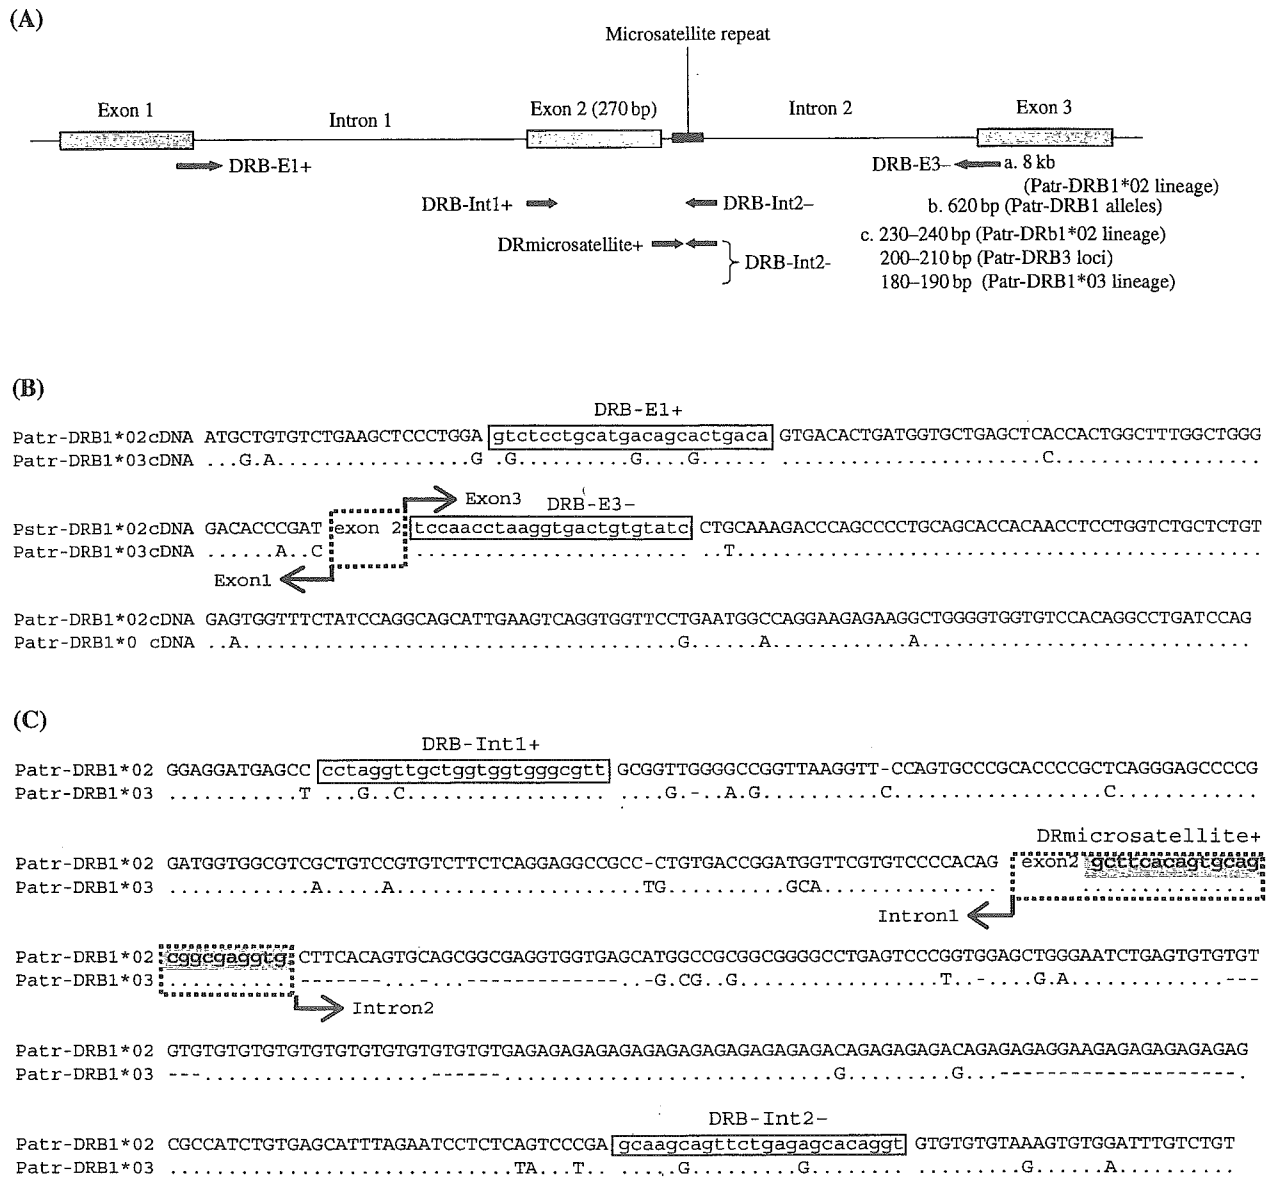 (A)
Microsatellite repeat
Exon 1
Intron 1
Exon 2 (270 bp)
Intron 2
Exon 3
DRB-E1+
DRB-E3–
a. 8 kb
(Patr-DRB1*02 lineage)
DRB-Int1+
DRB-Int2–
b. 620 bp (Patr-DRB1 alleles)
DRmicrosatellite+
DRB-Int2-
c. 230–240 bp (Patr-DRb1*02 lineage)
200–210 bp (Patr-DRB3 loci)
180–190 bp (Patr-DRB1*03 lineage)
(B)
DRB-E1+
Patr-DRB1*02cDNA ATGCTGTGTCTGAAGCTCCCTGGA gtctcctgcatgacagcactgaca GTGACACTGATGGTGCTGAGCTCACCACTGGCTTTGGCTGGG
Patr-DRB1*03cDNA ...G.A.................G .G..........G....G...... ......................C...................
Exon3
DRB-E3–
Pstr-DRB1*02cDNA GACACCCGAT exon 2 tccaacctaaggtgactgtgtatc CTGCAAAGACCCAGCCCCTGCAGCACCACAACCTCCTGGTCTGCTCTGT
Patr-DRB1*03cDNA ......A..C ........................ ..T..............................................
Exon1
Patr-DRB1*02cDNA GAGTGGTTTCTATCCAGGCAGCATTGAAGTCAGGTGGTTCCTGAATGGCCAGGAAGAGAAGGCTGGGGTGGTGTCCACAGGCCTGATCCAG
Patr-DRB1*0 cDNA ..A.....................................G......A............A.............................
(C)
DRB-Int1+
Patr-DRB1*02 GGAGGATGAGCC cctaggttgctggtggtgggcgtt GCGGTTGGGGCCGGTTAAGGTT-CCAGTGCCCGCACCCCGCTCAGGGAGCCCCG
Patr-DRB1*03 ...........T ...G..C................. ....G.-..A.G..........C..................C............
DRmicrosatellite+
Patr-DRB1*02 GATGGTGGCGTCGCTGTCCGTGTCTTCTCAGGAGGCCGCC-CTGTGACCGGATGGTTCGTGTCCCCACAG exon2 gcttcacagtgcag
Patr-DRB1*03 ............A.....A.....................TG..........GCA............... ..............
Intron1
Patr-DRB1*02 cggcgaggtg CTTCACAGTGCAGCGGCGAGGTGGTGAGCATGGCCGCGGCGGGGCCTGAGTCCCGGTGGAGCTGGGAATCTGAGTGTGTGT
Patr-DRB1*03 .......... -------...-...-------------..-G.CG..G..................T..-....G.A..............---
Intron2
Patr-DRB1*02 GTGTGTGTGTGTGTGTGTGTGTGTGTGTGAGAGAGAGAGAGAGAGAGAGAGAGAGAGACAGAGAGAGACAGAGAGAGGAAGAGAGAGAGAGAG
Patr-DRB1*03 ---...................------............................G.........G...--------------------.
DRB-Int2–
Patr-DRB1*02 CGCCATCTGTGAGCATTTAGAATCCTCTCAGTCCCGA gcaagcagttctgagagcacaggt GTGTGTGTAAAGTGTGGATTTGTCTGT
Patr-DRB1*03 .............................TA...T.. .....G.........G........ .........G......A..........